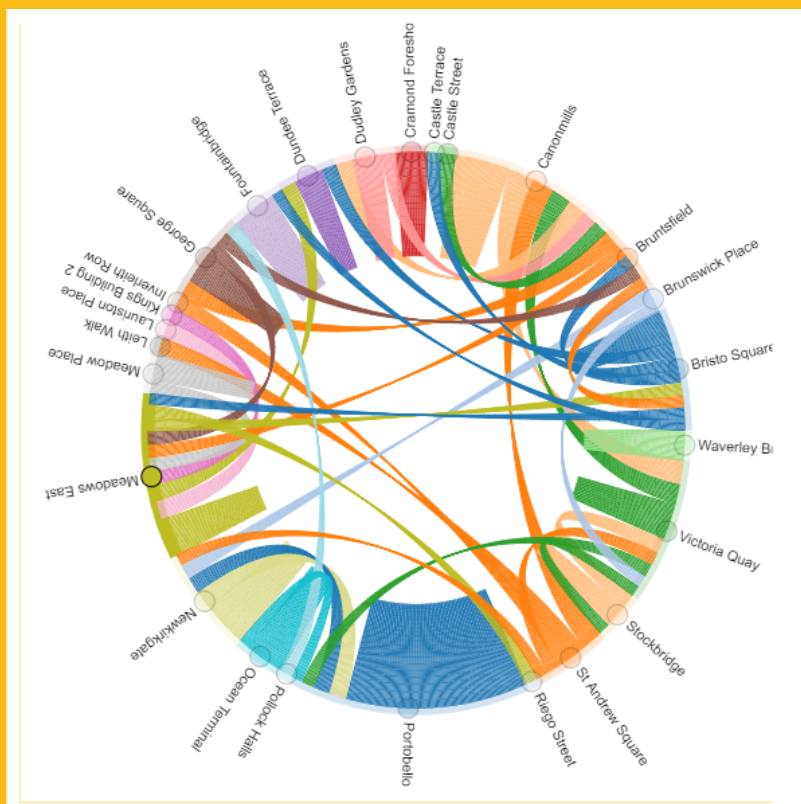 Cramond Foresho
Castle Terrace
Castle Street
Canonmills
Bruntsfield
Brunswick Place
Bristo Square
Waverley Bri
Victoria Quay
Stockbridge
St Andrew Square
Riego Street
Portobello
Pollock Halls
Ocean Terminal
Newkirkgate
Meadows East
Meadow Place
Leith Walk
Lauriston Place
Kings Building 2
Inverleith Row
George Square
Fountainbridge
Dundee Terrace
Dudley Gardens